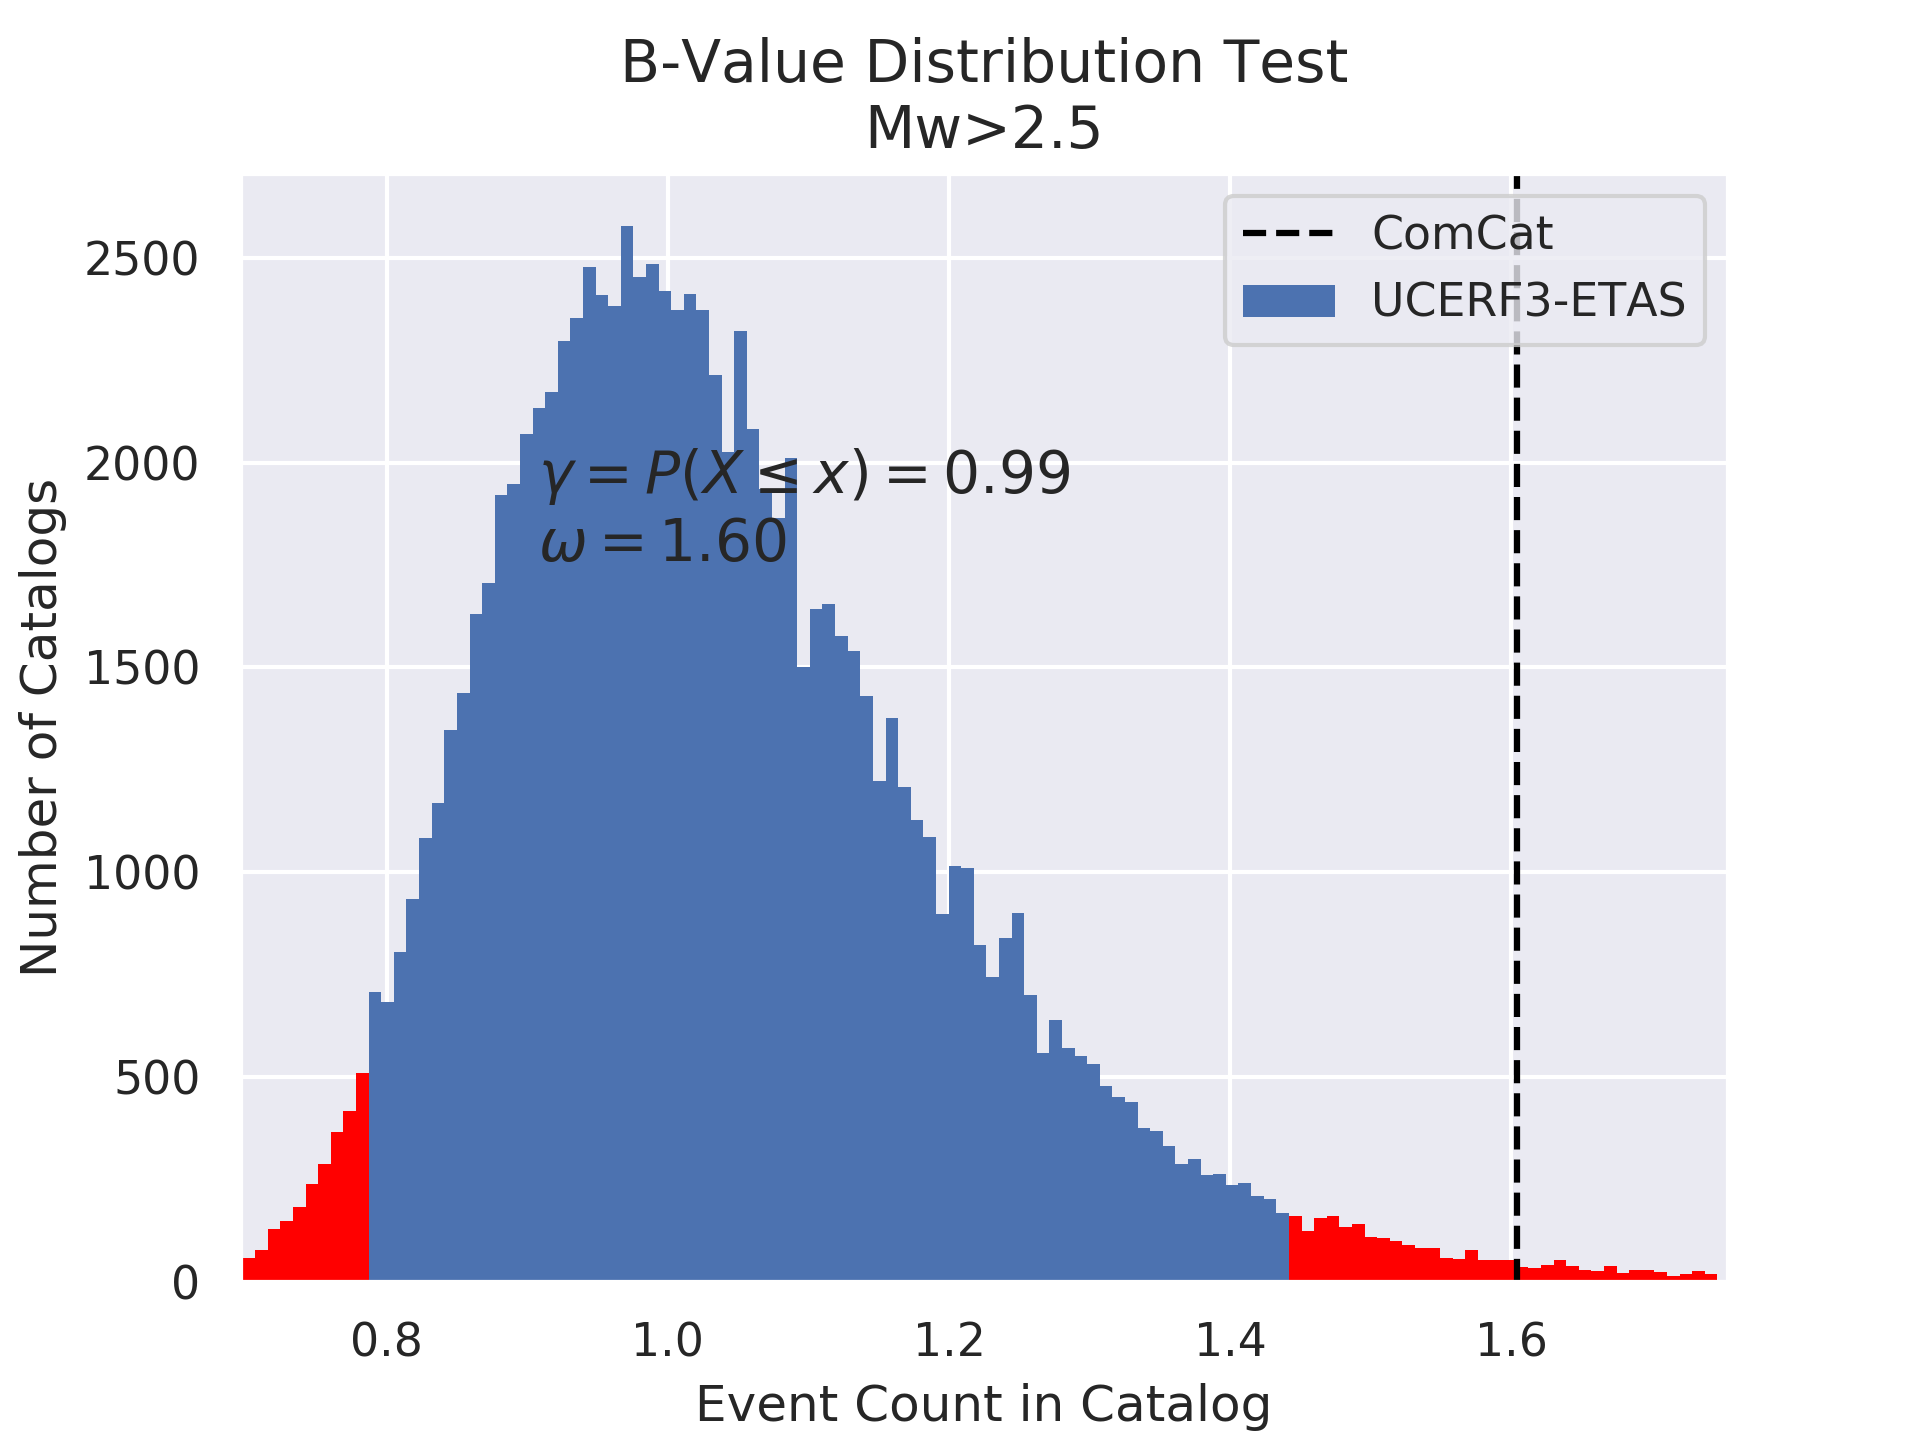 B-Value Distribution Test
Mw>2.5
ComCat
UCERF3-ETAS
γ = P(X ≤ x) = 0.99
ω = 1.60
Number of Catalogs
2500
2000
1500
1000
500
0
0.8 1.0 1.2 1.4 1.6
Event Count in Catalog